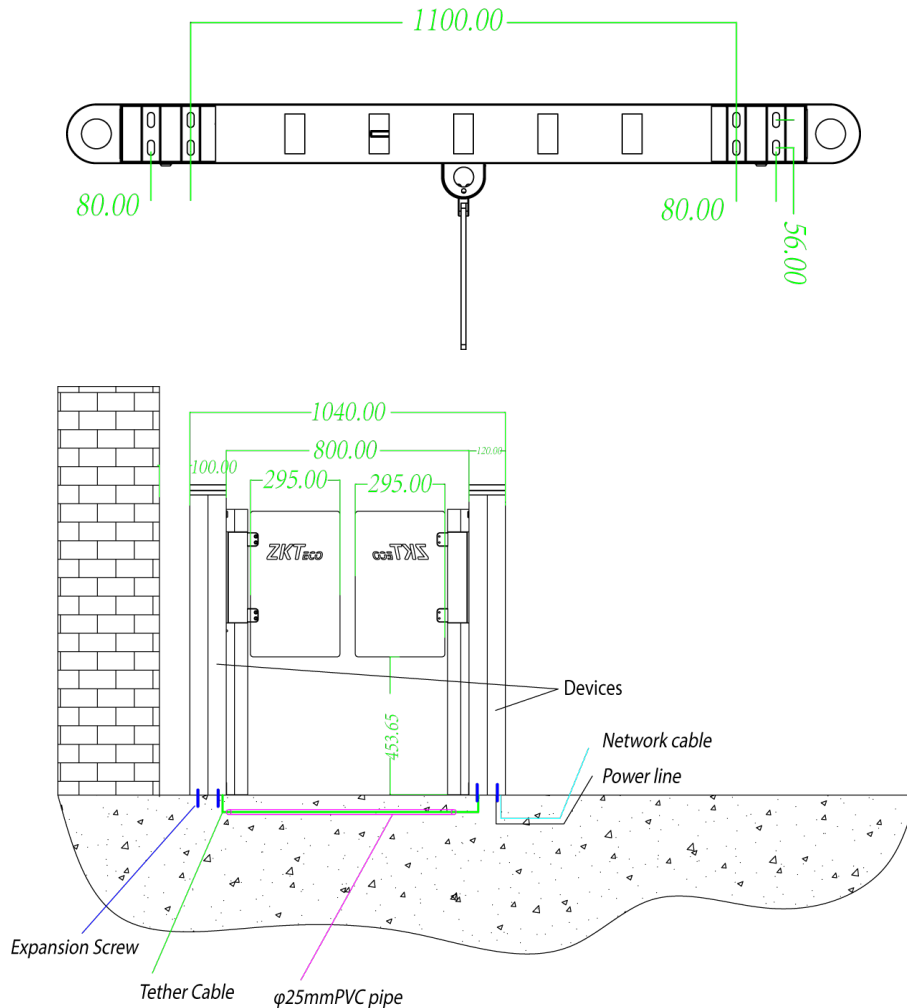 1100.00
80.00
80.00
56.00
1040.00
100.00
800.00
120.00
295.00
295.00
ZKTECO
ZKTECO
453.65
Devices
Network cable
Power line
Expansion Screw
Tether Cable
φ25mmPVC pipe